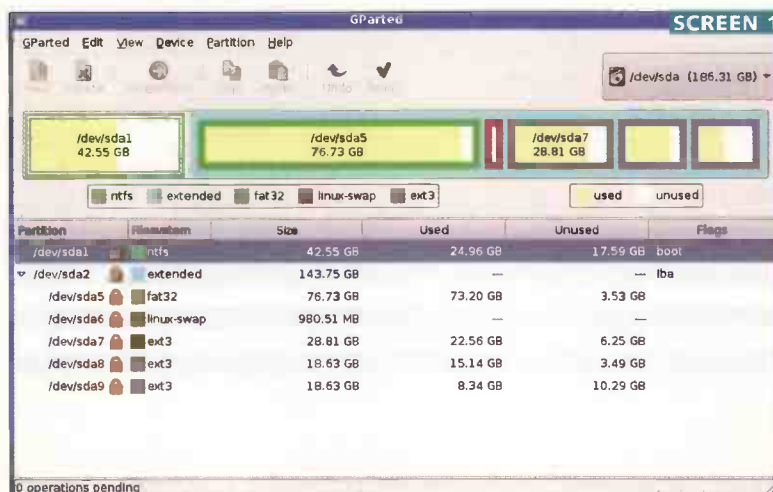 GParted
SCREEN 1
GParted Edit View Device Partition Help
Undo
/dev/sda (186.31 GB)
/dev/sda1
42.55 GB
/dev/sda5
76.73 GB
/dev/sda7
28.81 GB
ntfs extended fat32 linux-swap ext3
used unused
Partition Filesystem Size Used Unused Flags
/dev/sda1 ntfs 42.55 GB 24.96 GB 17.59 GB boot
/dev/sda2 extended 143.75 GB — — lba
/dev/sda5 fat32 76.73 GB 73.20 GB 3.53 GB
/dev/sda6 linux-swap 980.51 MB — —
/dev/sda7 ext3 28.81 GB 22.56 GB 6.25 GB
/dev/sda8 ext3 18.63 GB 15.14 GB 3.49 GB
/dev/sda9 ext3 18.63 GB 8.34 GB 10.29 GB
0 operations pending